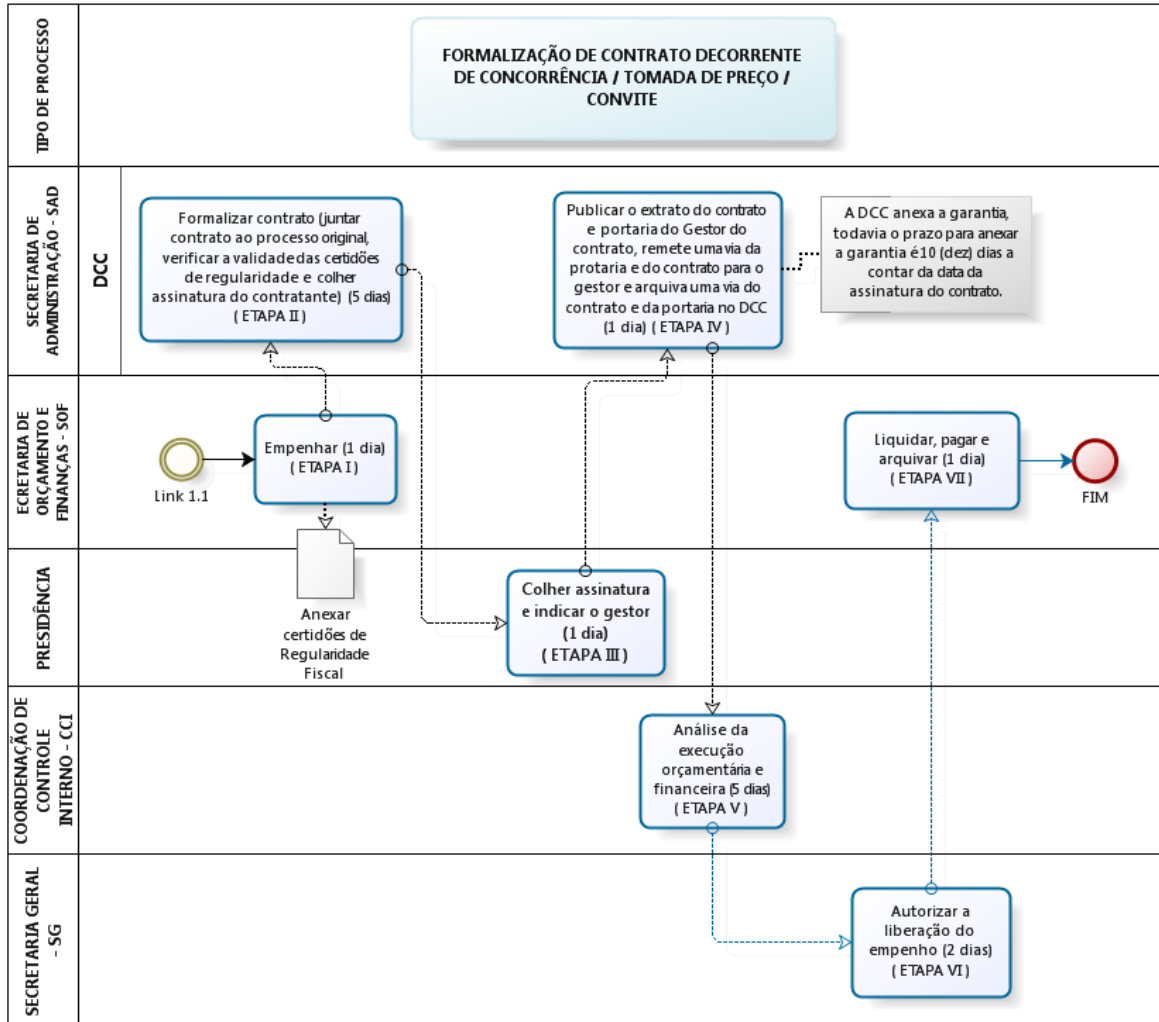 TIPO DE PROCESSO
FORMALIZAÇÃO DE CONTRATO DECORRENTE
DE CONCORRÊNCIA / TOMADA DE PREÇO /
CONVITE
SECRETARIA DE
ADMINISTRAÇÃO - SAD
DCC
Formalizar contrato (juntar
contrato ao processo original,
verificar a validade das certidões
de regularidade e colher
assinatura do contratante) (5 dias)
( ETAPA II )
Publicar o extrato do contrato
e portaria do Gestor do
contrato, remete uma via da
protaria e do contrato para o
gestor e arquiva uma via do
contrato e da portaria no DCC
(1 dia) ( ETAPA IV )
A DCC anexa a garantia,
todavia o prazo para anexar
a garantia é 10 (dez) dias a
contar da data da
assinatura do contrato.
ECRETARIA DE
ORÇAMENTO E
FINANÇAS - SOF
Link 1.1
Empenhar (1 dia)
( ETAPA I )
Liquidar, pagar e
arquivar (1 dia)
( ETAPA VII )
FIM
PRESIDÊNCIA
Anexar
certidões de
Regularidade
Fiscal
Colher assinatura
e indicar o gestor
(1 dia)
( ETAPA III )
COORDENAÇÃO DE
CONTROLE
INTERNO - CCI
Análise da
execução
orçamentária e
financeira (5 dias)
( ETAPA V )
SECRETARIA GERAL
- SG
Autorizar a
liberação do
empenho (2 dias)
( ETAPA VI )